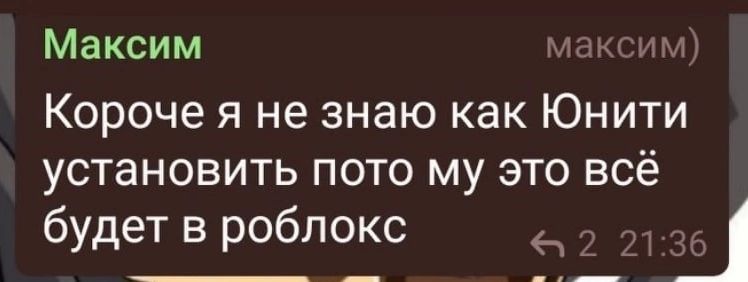 Максим максим)
Короче я не знаю как Юнити
установить пото му это всё
будет в роблокс
2 21:36